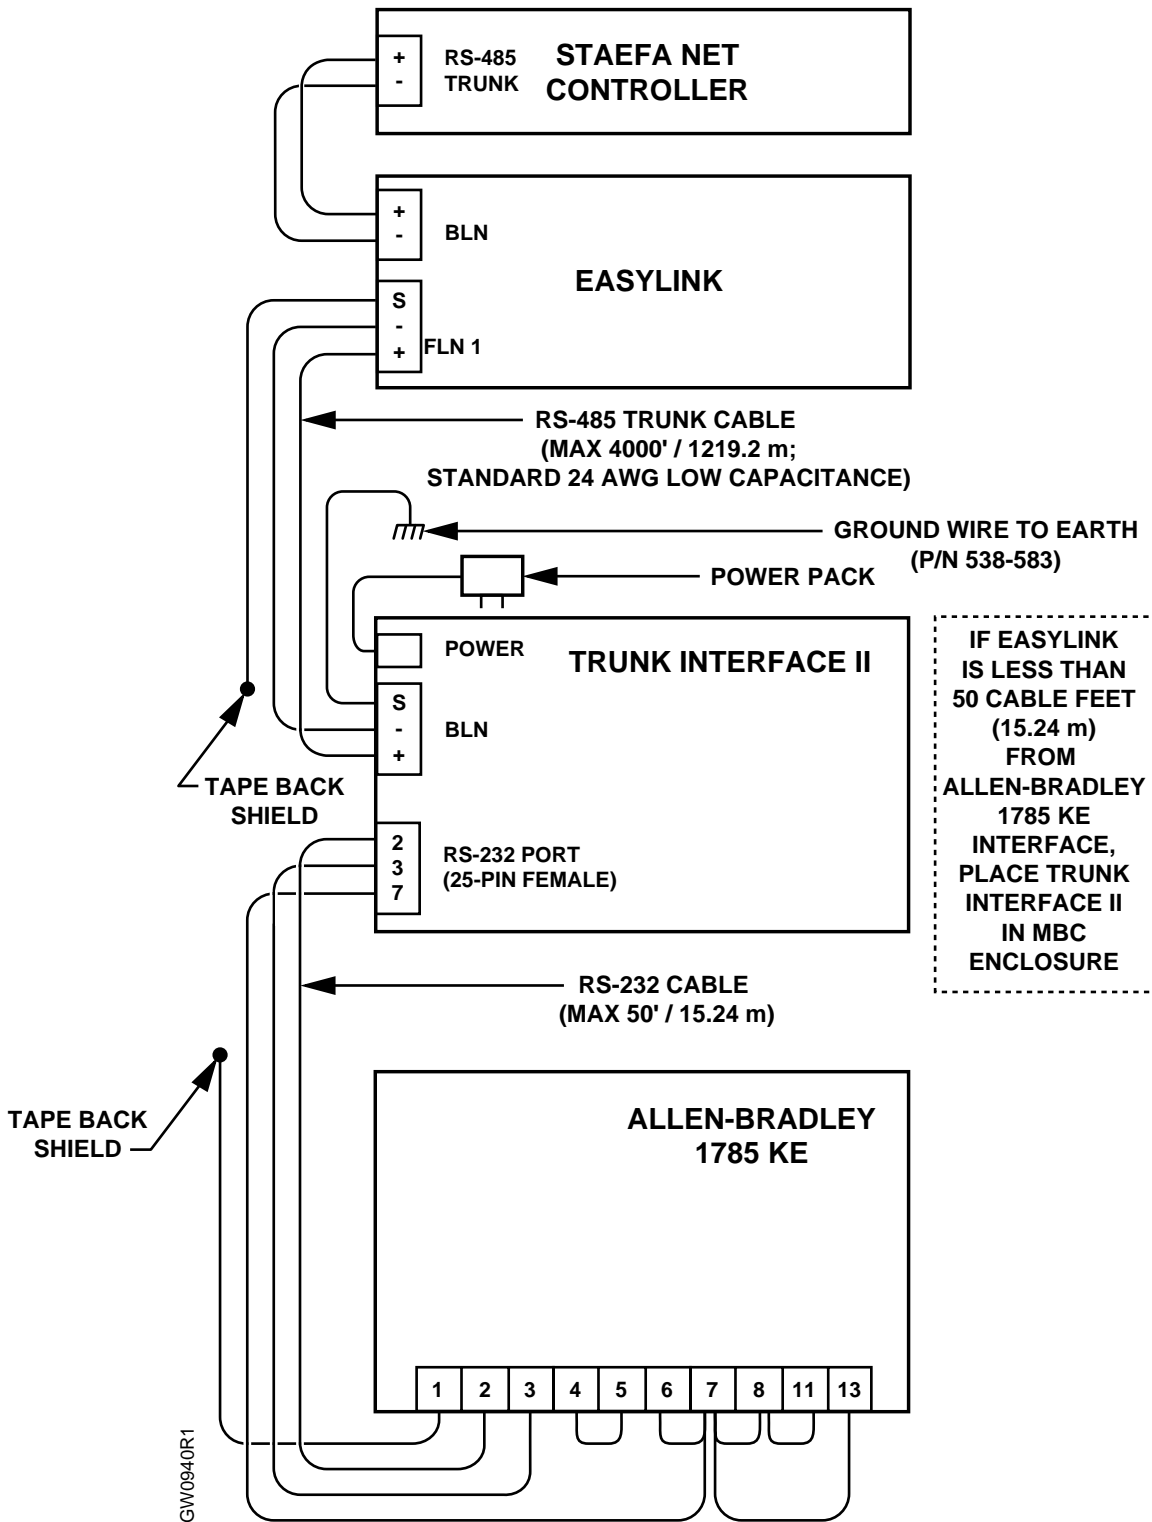 +
-
RS-485
TRUNK
STAEFA NET
CONTROLLER
+
-
BLN
EASYLINK
S
-
+
FLN 1
RS-485 TRUNK CABLE
(MAX 4000' / 1219.2 m;
STANDARD 24 AWG LOW CAPACITANCE)
GROUND WIRE TO EARTH
(P/N 538-583)
POWER PACK
POWER
TRUNK INTERFACE II
S
-
+
BLN
TAPE BACK
SHIELD
2
3
7
RS-232 PORT
(25-PIN FEMALE)
IF EASYLINK
IS LESS THAN
50 CABLE FEET
(15.24 m)
FROM
ALLEN-BRADLEY
1785 KE
INTERFACE,
PLACE TRUNK
INTERFACE II
IN MBC
ENCLOSURE
RS-232 CABLE
(MAX 50' / 15.24 m)
TAPE BACK
SHIELD
ALLEN-BRADLEY
1785 KE
1 2 3 4 5 6 7 8 11 13
GW0940R1